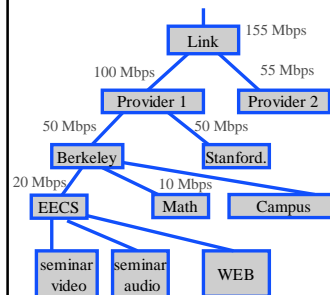 Link
155 Mbps
100 Mbps
55 Mbps
Provider 1
Provider 2
50 Mbps
50 Mbps
Berkeley
Stanford.
20 Mbps
10 Mbps
EECS
Math
Campus
seminar
video
seminar
audio
WEB